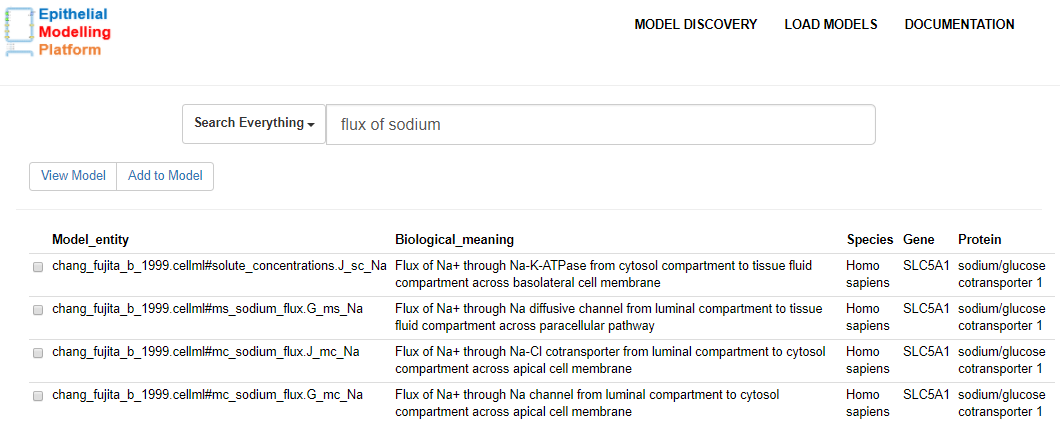 Epithelial
Modelling
Platform
MODEL DISCOVERY LOAD MODELS DOCUMENTATION
Search Everything flux of sodium
View Model Add to Model
Model_entity Biological_meaning Species Gene Protein
chang_fujita_b_1999.cellml#solute_concentrations.J_sc_Na Flux of Na+ through Na-K-ATPase from cytosol compartment to tissue fluid Homo SLC5A1 sodium/glucose
compartment across basolateral cell membrane sapiens cotransporter 1
chang_fujita_b_1999.cellml#ms_sodium_flux.G_ms_Na Flux of Na+ through Na diffusive channel from luminal compartment to tissue Homo SLC5A1 sodium/glucose
fluid compartment across paracellular pathway sapiens cotransporter 1
chang_fujita_b_1999.cellml#mc_sodium_flux.J_mc_Na Flux of Na+ through Na-Cl cotransporter from luminal compartment to cytosol Homo SLC5A1 sodium/glucose
compartment across apical cell membrane sapiens cotransporter 1
chang_fujita_b_1999.cellml#mc_sodium_flux.G_mc_Na Flux of Na+ through Na channel from luminal compartment to cytosol Homo SLC5A1 sodium/glucose
compartment across apical cell membrane sapiens cotransporter 1